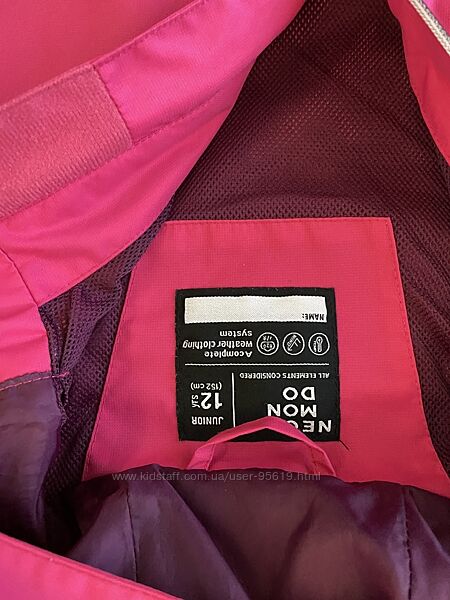 NEO
MON
DO
JUNIOR
12 YRS
(152 cm)
ALL ELEMENTS CONSIDERED
A complete
weather clothing
system
NAME:
www.kidstaff.com.ua/user-95619.html